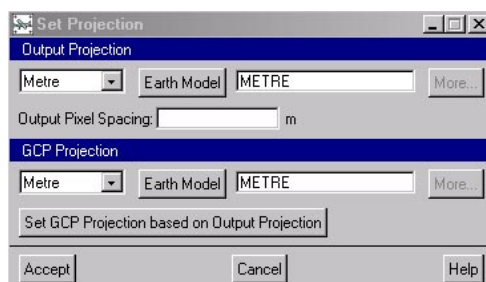 Set Projection
Output Projection
Metre Earth Model METRE More...
Output Pixel Spacing: m
GCP Projection
Metre Earth Model METRE More...
Set GCP Projection based on Output Projection
Accept Cancel Help